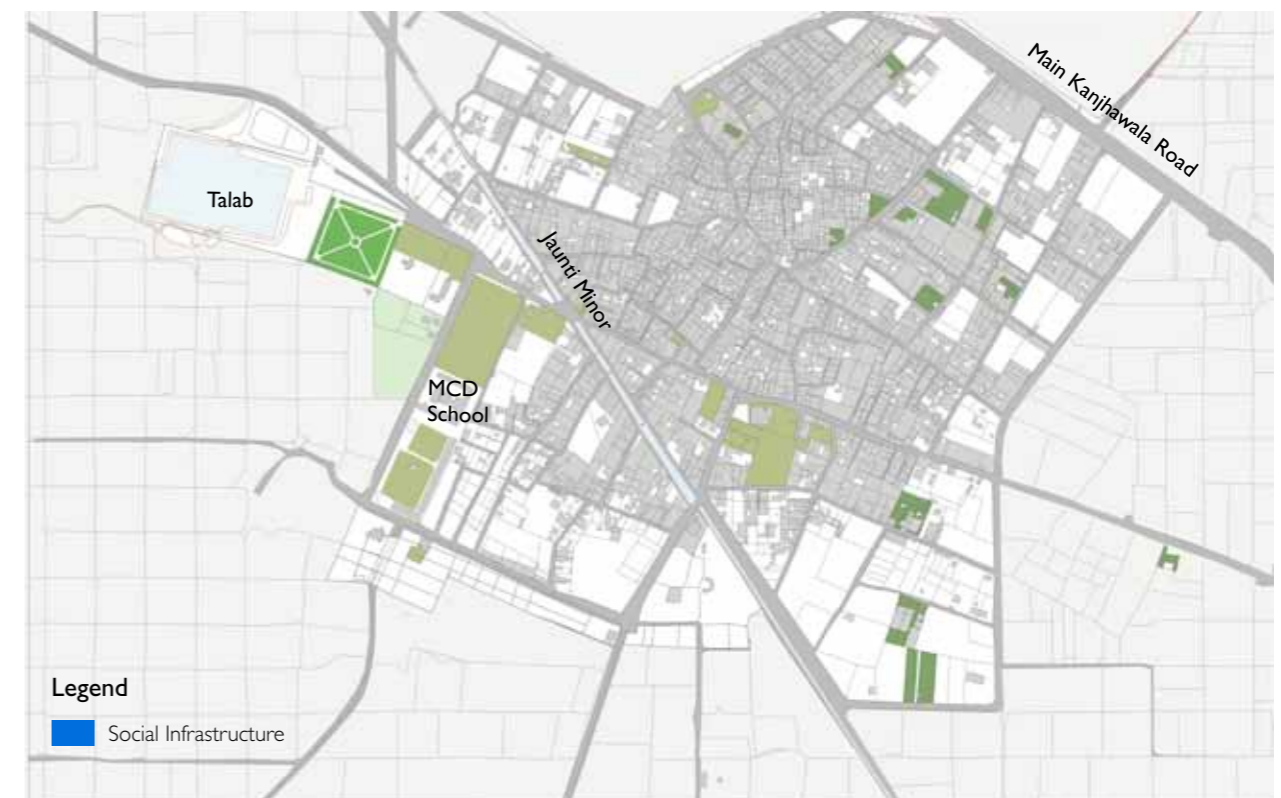 Main Kanjhawala Road
Talab
Jaunti Minor
MCD
School
Legend
Social Infrastructure